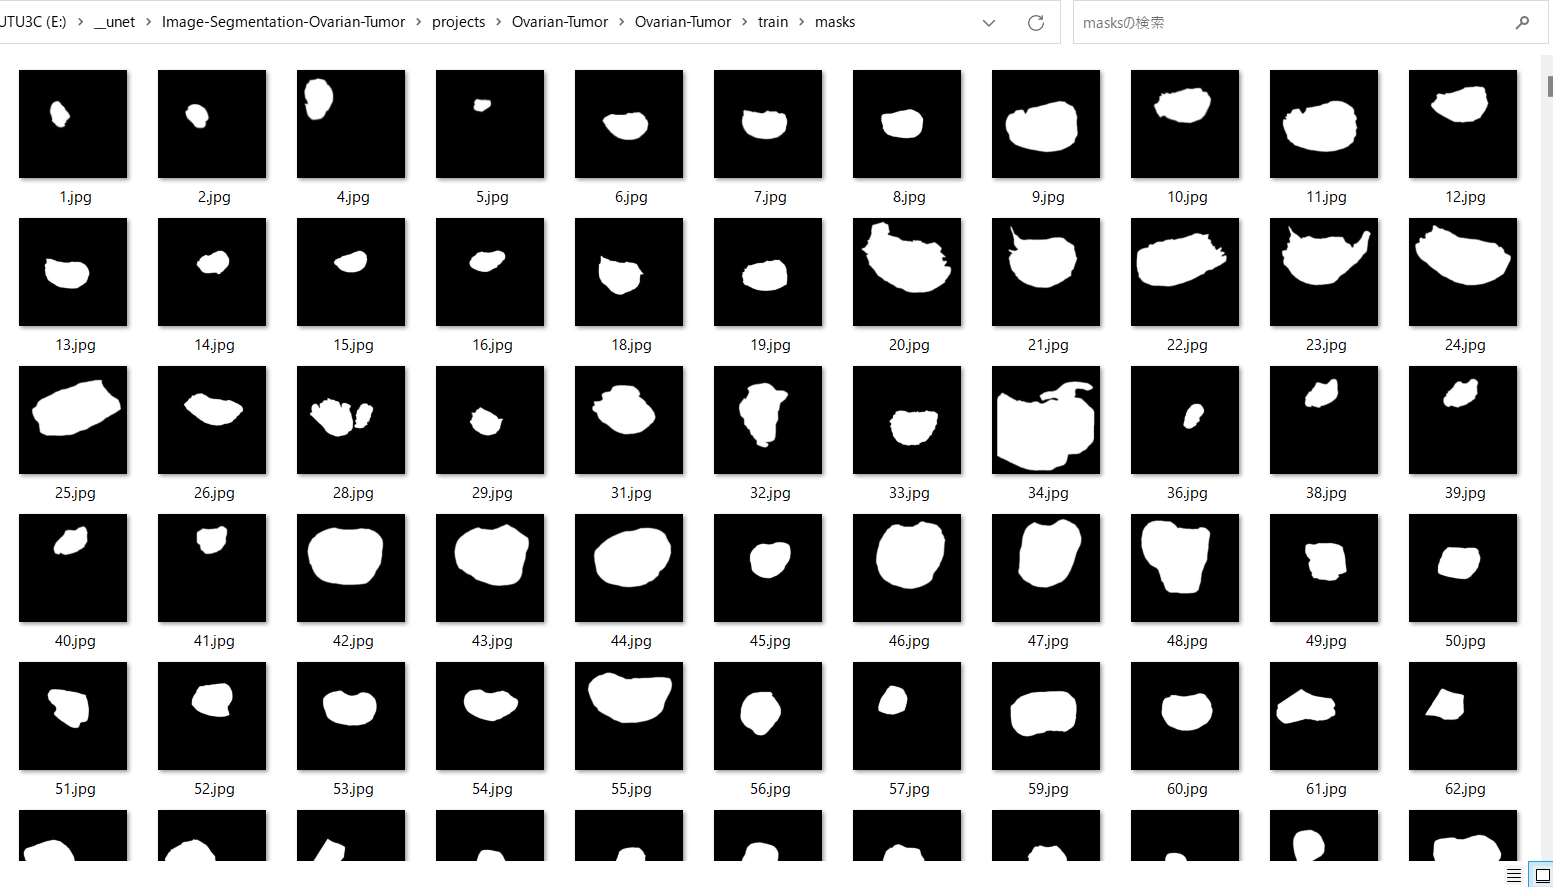 UTU3C (E:) > __unet > Image-Segmentation-Ovarian-Tumor > projects > Ovarian-Tumor > Ovarian-Tumor > train > masks
masksの検索
1.jpg 2.jpg 4.jpg 5.jpg 6.jpg 7.jpg 8.jpg 9.jpg 10.jpg 11.jpg 12.jpg
13.jpg 14.jpg 15.jpg 16.jpg 18.jpg 19.jpg 20.jpg 21.jpg 22.jpg 23.jpg 24.jpg
25.jpg 26.jpg 28.jpg 29.jpg 31.jpg 32.jpg 33.jpg 34.jpg 36.jpg 38.jpg 39.jpg
40.jpg 41.jpg 42.jpg 43.jpg 44.jpg 45.jpg 46.jpg 47.jpg 48.jpg 49.jpg 50.jpg
51.jpg 52.jpg 53.jpg 54.jpg 55.jpg 56.jpg 57.jpg 59.jpg 60.jpg 61.jpg 62.jpg